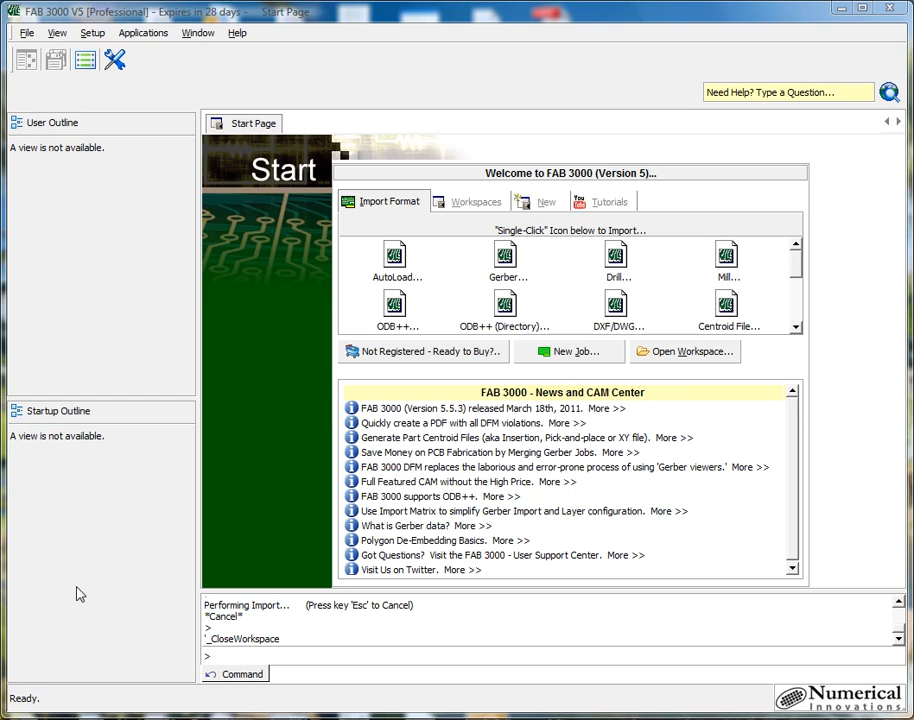 FAB 3000 V5 [Professional] - Expires in 28 days - Start Page
File View Setup Applications Window Help
Need Help? Type a Question...
User Outline
A view is not available.
Startup Outline
A view is not available.
Start Page
Start
Welcome to FAB 3000 (Version 5)...
Import Format Workspaces New You Tube Tutorials
"Single-Click" Icon below to Import...
AutoLoad... Gerber... Drill... Mill...
ODB++... ODB++ (Directory)... DXF/DWG... Centroid File...
Not Registered - Ready to Buy?.. New Job... Open Workspace...
FAB 3000 - News and CAM Center
FAB 3000 (Version 5.5.3) released March 18th, 2011. More >>
Quickly create a PDF with all DFM violations. More >>
Generate Part Centroid Files (aka Insertion, Pick-and-place or XY file). More >>
Save Money on PCB Fabrication by Merging Gerber Jobs. More >>
FAB 3000 DFM replaces the laborious and error-prone process of using 'Gerber viewers.' More >>
Full Featured CAM without the High Price. More >>
FAB 3000 supports ODB++. More >>
Use Import Matrix to simplify Gerber Import and Layer configuration. More >>
What is Gerber data? More >>
Polygon De-Embedding Basics. More >>
Got Questions? Visit the FAB 3000 - User Support Center. More >>
Visit Us on Twitter. More >>
Performing Import... (Press key 'Esc' to Cancel)
*Cancel*
>
'_CloseWorkspace
>
Command
Ready.
Numerical
Innovations